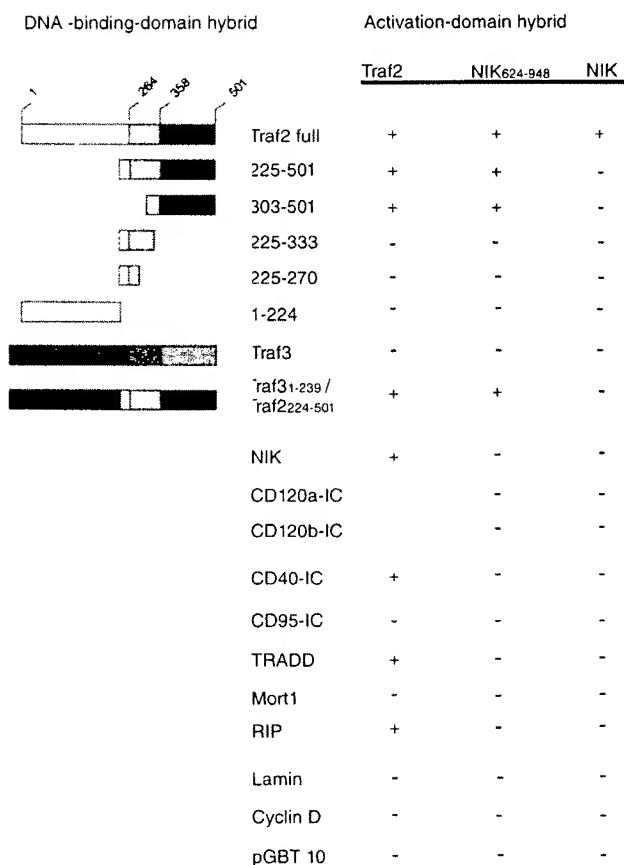 DNA -binding-domain hybrid Activation-domain hybrid
Traf2 NIK624-948 NIK
1 264 358 501
Traf2 full + + +
225-501 + + -
303-501 + + -
225-333 - - -
225-270 - - -
1-224 - - -
Traf3 - - -
Traf31-239 / + + -
Traf2224-501
NIK + - -
CD120a-IC - -
CD120b-IC - -
CD40-IC + - -
CD95-IC - - -
TRADD + - -
Mort1 - - -
RIP + - -
Lamin - - -
Cyclin D - - -
pGBT 10 - - -